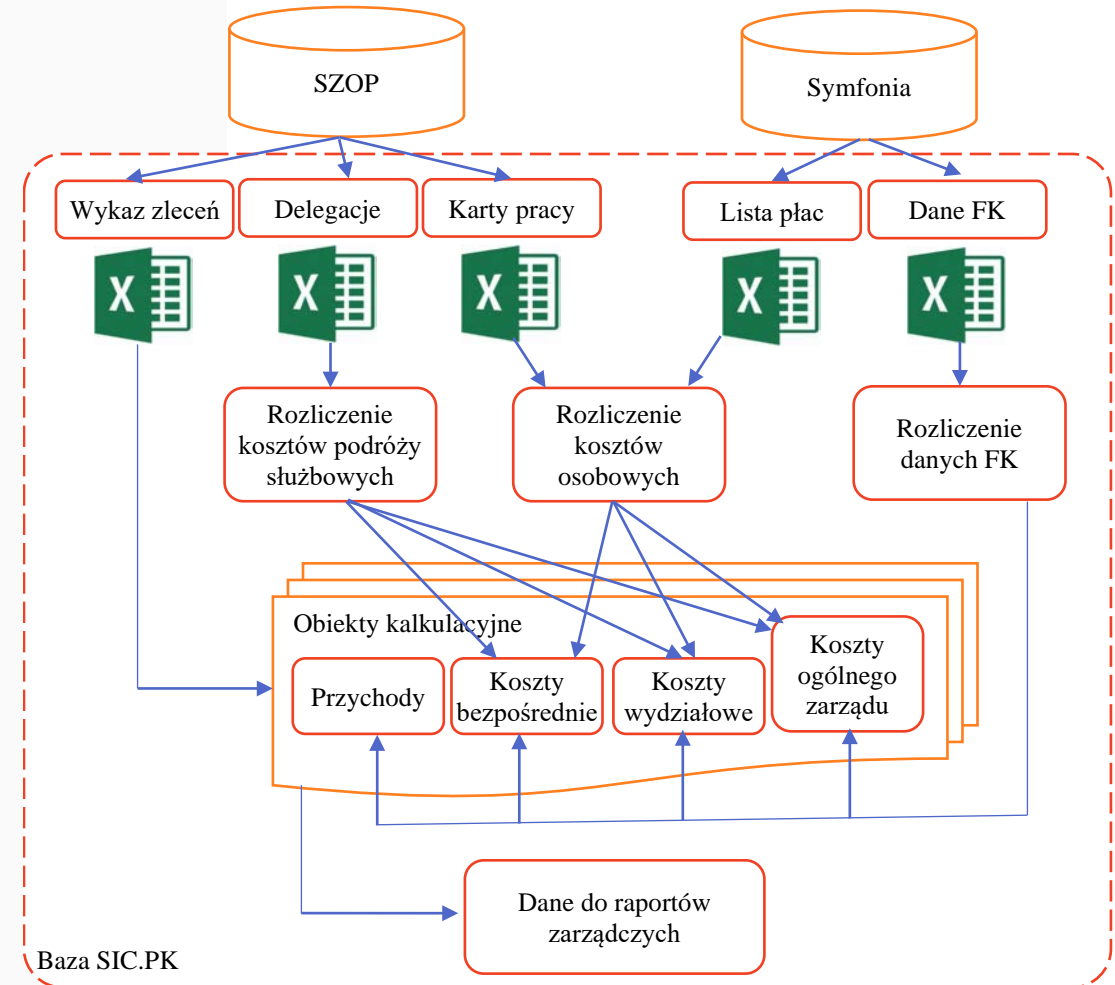 SZOP
Symfonia
Wykaz zleceń
Delegacje
Karty pracy
Lista płac
Dane FK
X
X
X
X
X
Rozliczenie
kosztów podróży
służbowych
Rozliczenie
kosztów
osobowych
Rozliczenie
danych FK
Obiekty kalkulacyjne
Przychody
Koszty
bezpośrednie
Koszty
wydziałowe
Koszty
ogólnego
zarządu
Dane do raportów
zarządczych
Baza SIC.PK